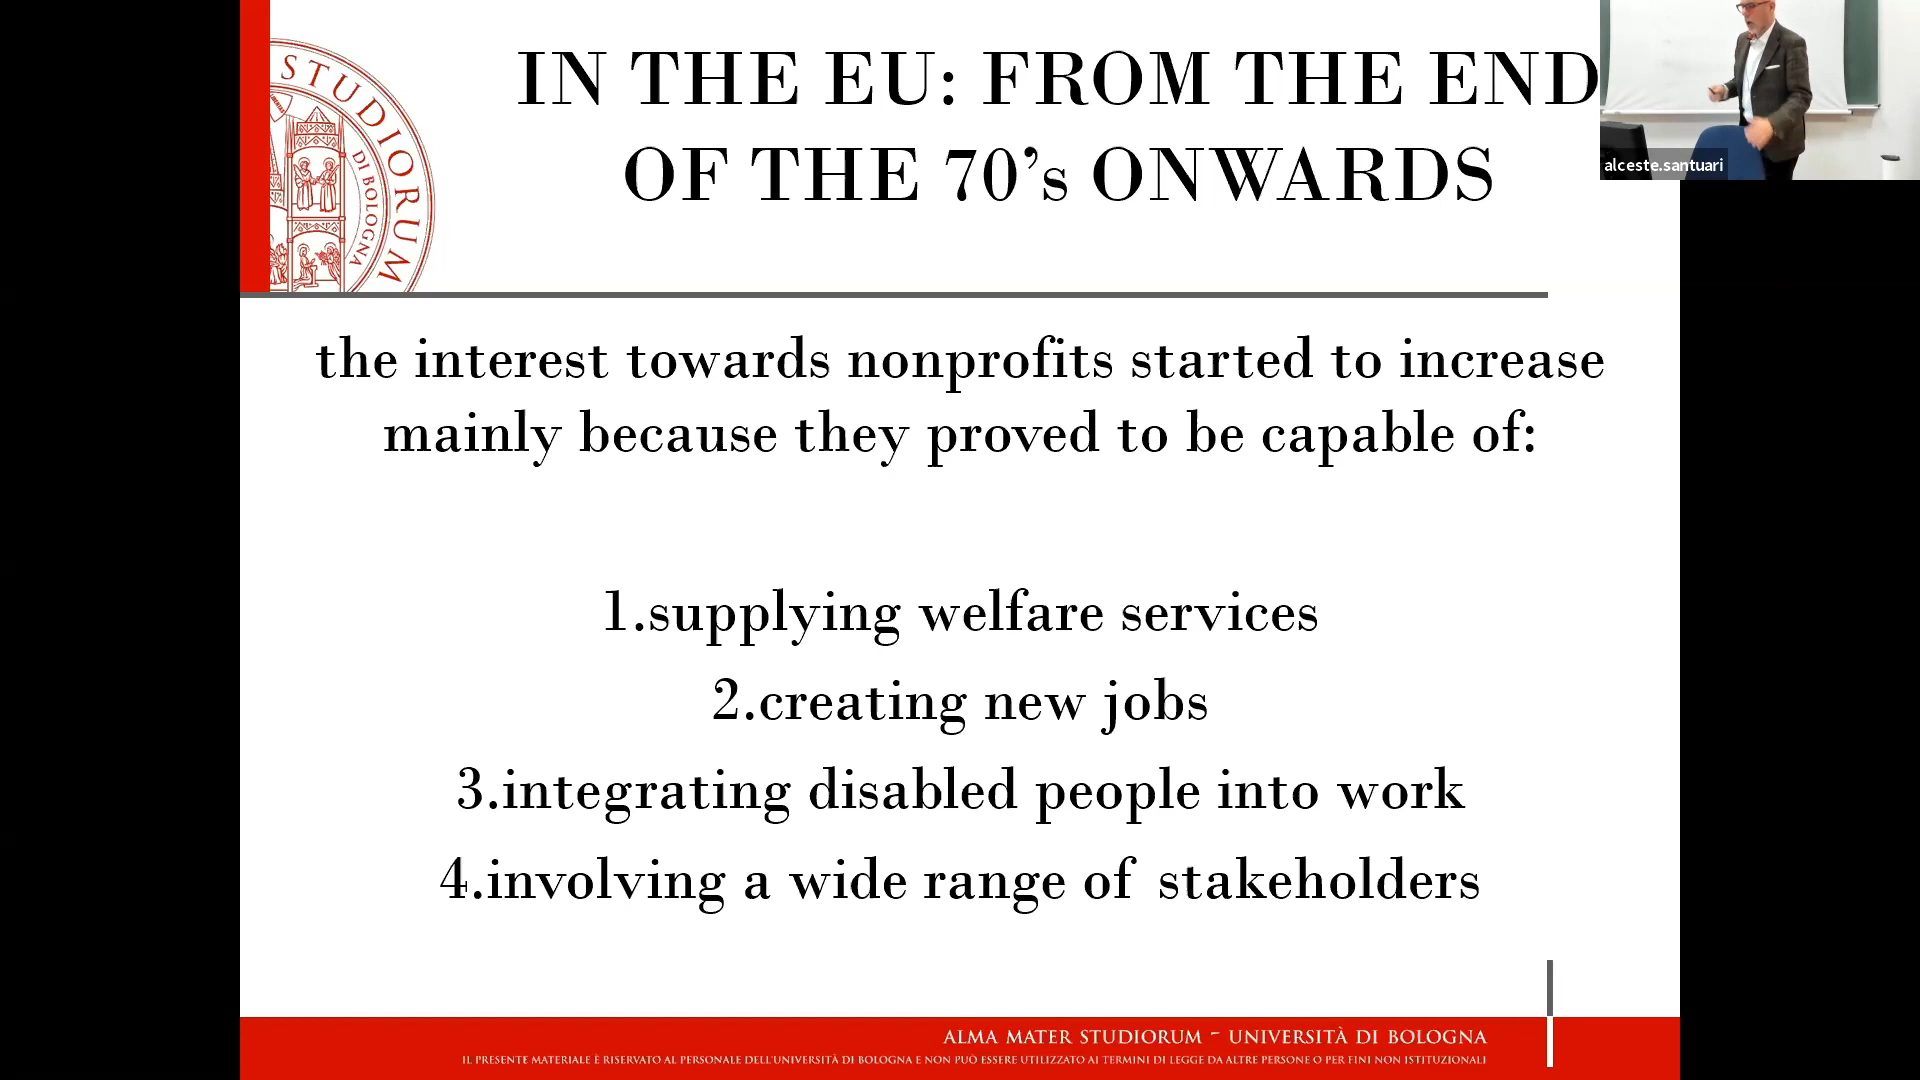 IN THE EU: FROM THE END
OF THE 70’s ONWARDS
alceste.santuari
STUDIORUM
DI BOLOGNA
the interest towards nonprofits started to increase
mainly because they proved to be capable of:
1.supplying welfare services
2.creating new jobs
3.integrating disabled people into work
4.involving a wide range of stakeholders
ALMA MATER STUDIORUM ~ UNIVERSITÀ DI BOLOGNA
IL PRESENTE MATERIALE È RISERVATO AL PERSONALE DELL'UNIVERSITÀ DI BOLOGNA E NON PUÒ ESSERE UTILIZZATO AI TERMINI DI LEGGE DA ALTRE PERSONE O PER FINI NON ISTITUZIONALI